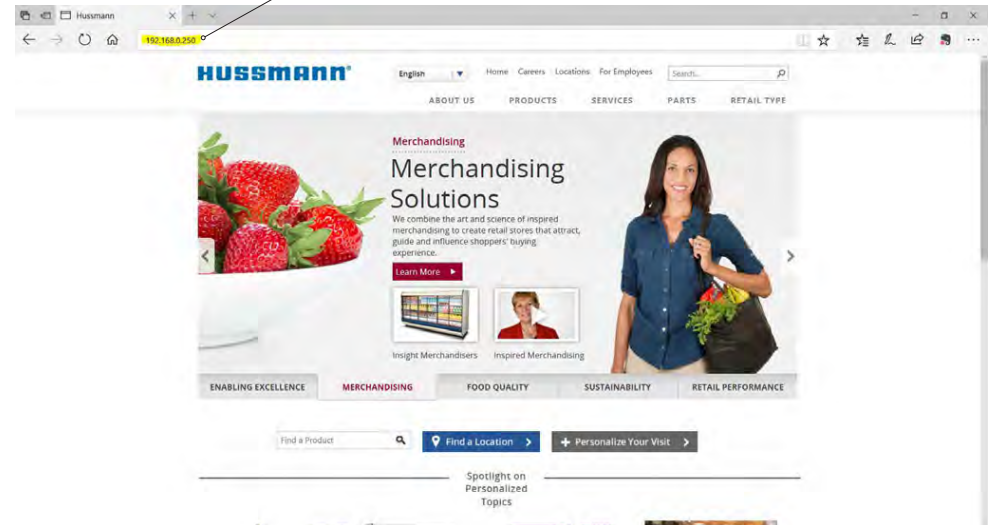 Hussmann
192.168.0.250
HUSSMANN®
English
Home Careers Locations For Employees
Search...
ABOUT US PRODUCTS SERVICES PARTS RETAIL TYPE
Merchandising
Merchandising
Solutions
We combine the art and science of inspired
merchandising to create retail stores that attract,
guide and influence shoppers' buying
experience.
Learn More
Insight Merchandisers Inspired Merchandising
ENABLING EXCELLENCE MERCHANDISING FOOD QUALITY SUSTAINABILITY RETAIL PERFORMANCE
Find a Product
Find a Location
Personalize Your Visit
Spotlight on
Personalized
Topics